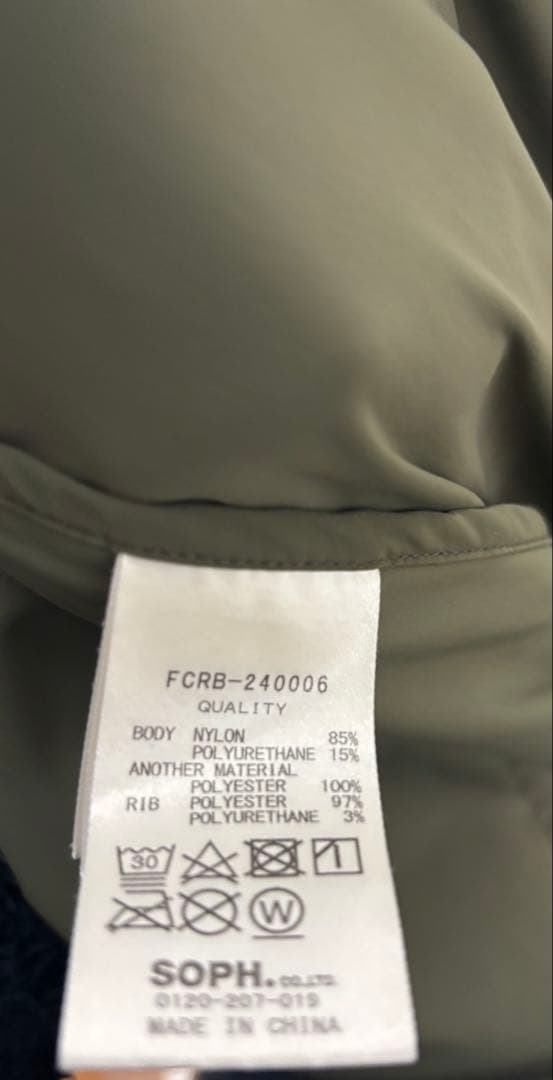 FCRB-240006
QUALITY
BODY NYLON 85%
POLYURETHANE 15%
ANOTHER MATERIAL
POLYESTER 100%
RIB POLYESTER 97%
POLYURETHANE 3%
30
W
SOPH.CO.,LTD.
0120-207-019
MADE IN CHINA